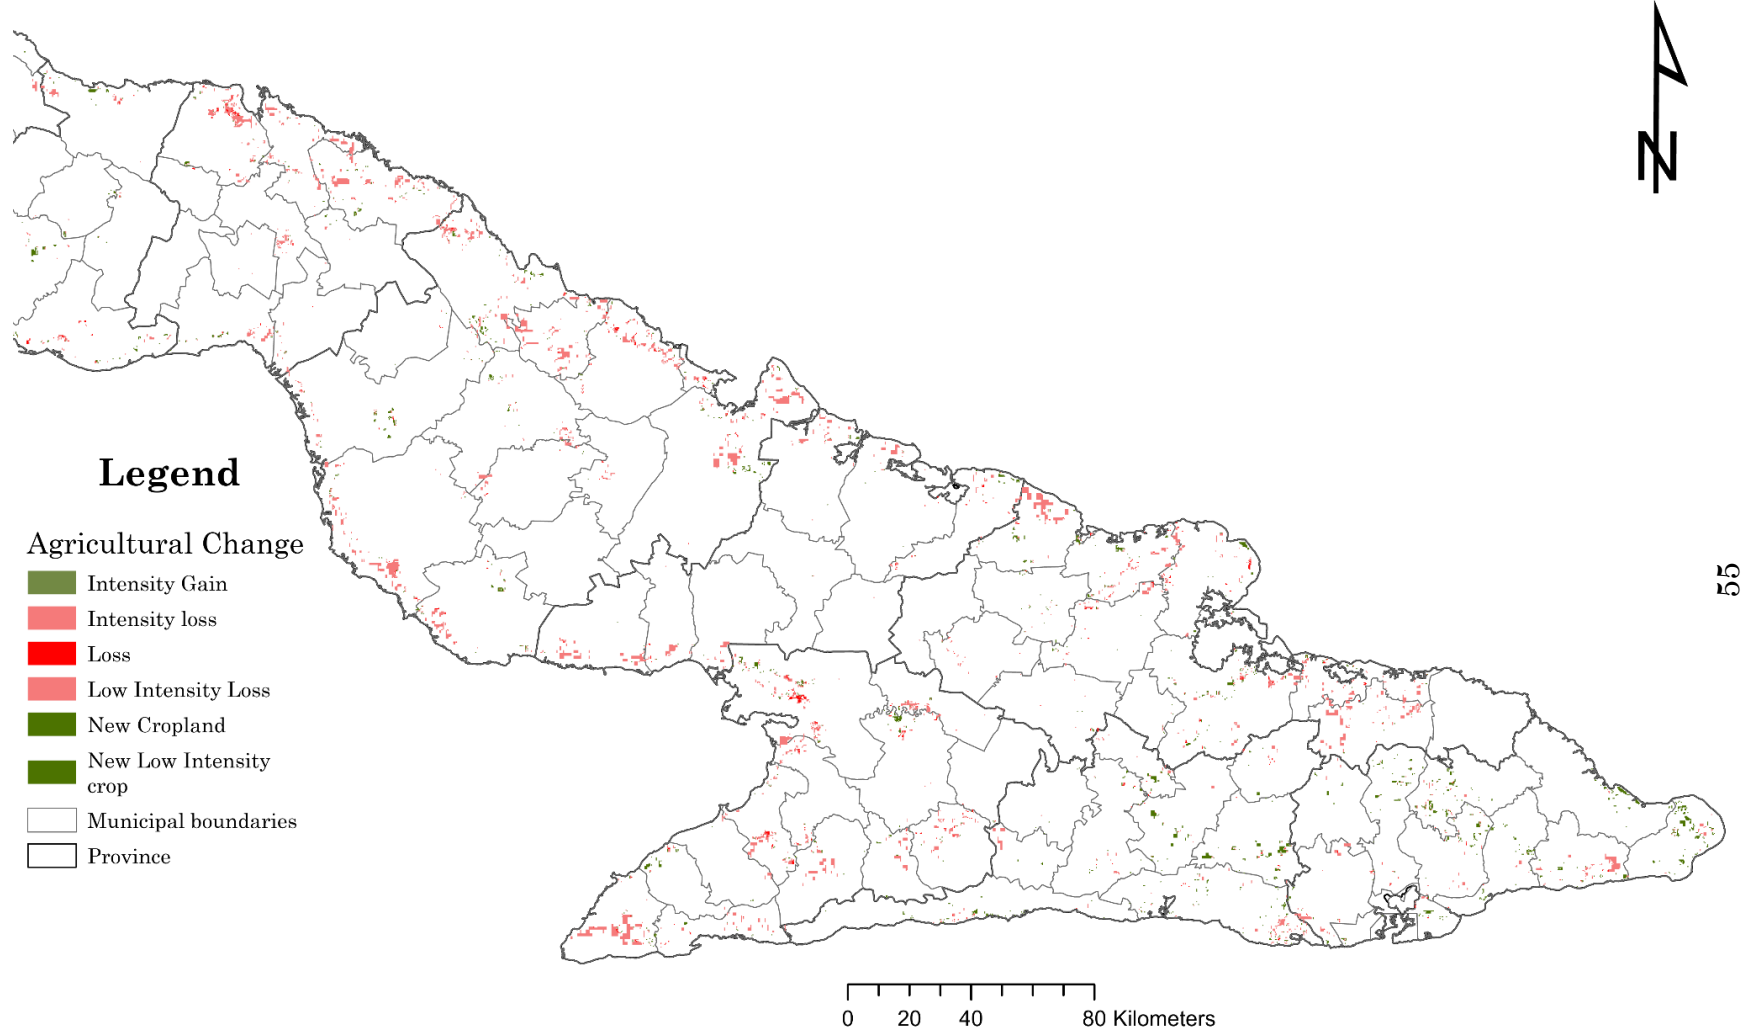 N
Legend
Agricultural Change
Intensity Gain
Intensity loss
Loss
Low Intensity Loss
New Cropland
New Low Intensity
crop
Municipal boundaries
Province
55
0 20 40 80 Kilometers